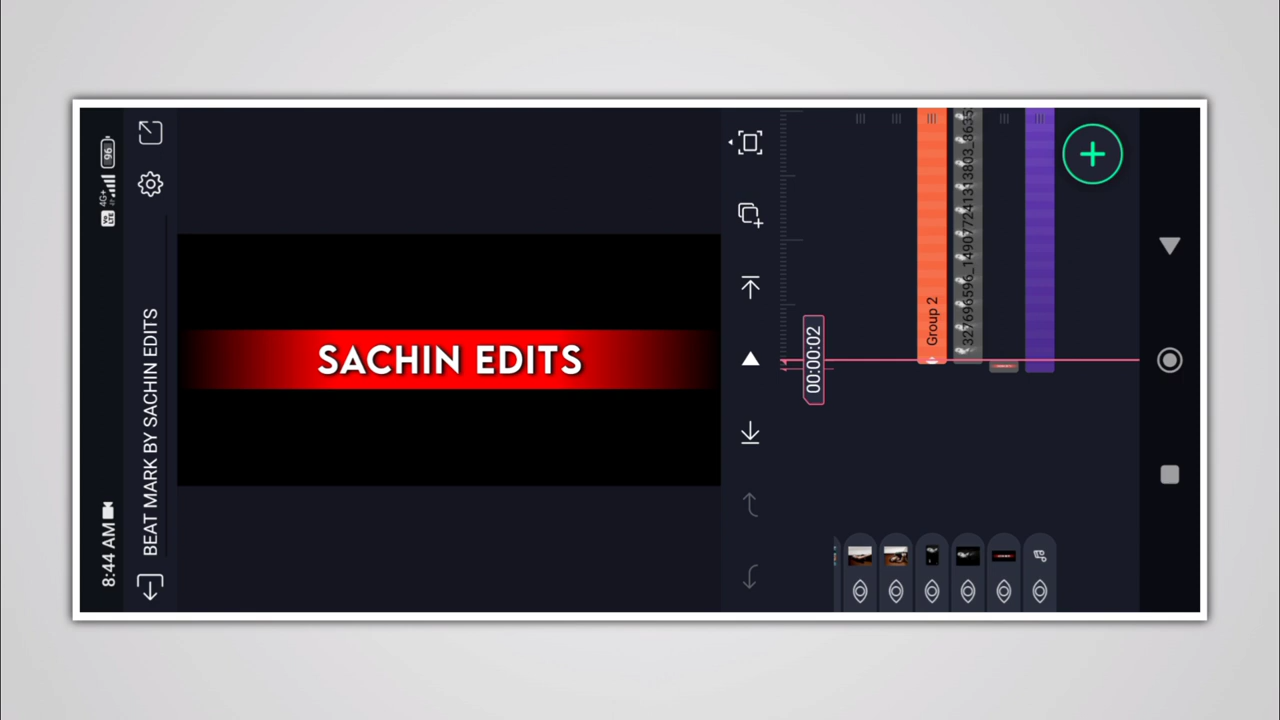 8:44 AM
4G+
96
BEAT MARK BY SACHIN EDITS
SACHIN EDITS
00:00:02
Group 2